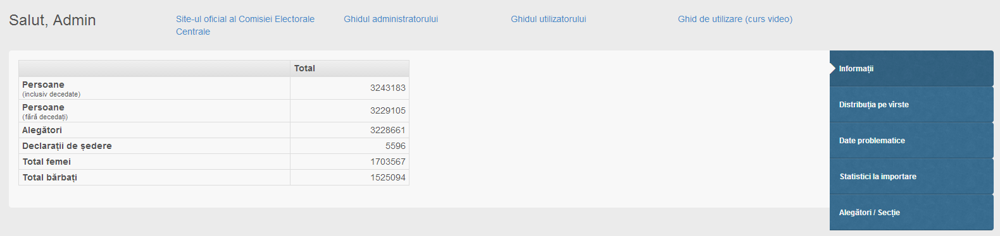 Salut, Admin
Site-ul oficial al Comisiei Electorale
Centrale
Ghidul administratorului
Ghidul utilizatorului
Ghid de utilizare (curs video)
Total
Persoane
(inclusiv decedate)
3243183
Persoane
(fără decedați)
3229105
Alegători
3228661
Declarații de ședere
5596
Total femei
1703567
Total bărbați
1525094
Informații
Distribuția pe vîrste
Date problematice
Statistici la importare
Alegători / Secție